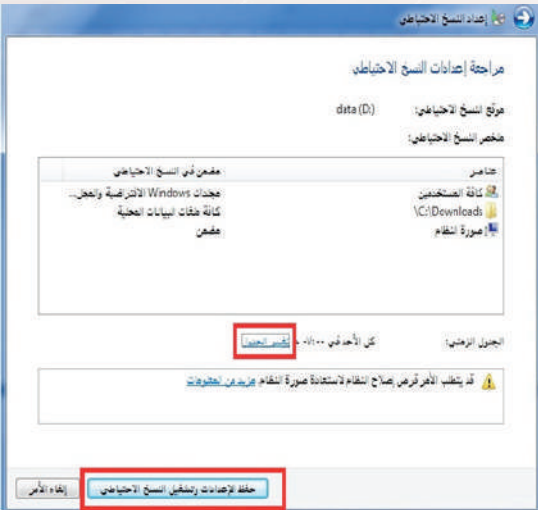 إعداد النسخ الاحتياطي
مراجعة إعدادات النسخ الاحتياطي
موقع النسخ الاحتياطي: data (D:)
ملخص النسخ الاحتياطي:
عناصر مضمن في النسخ الاحتياطي
كافة المستخدمين مجلدات Windows الافتراضية والمحل...
C:\Downloads\ كافة ملفات البيانات المحلية
صورة النظام مضمن
الجدول الزمني: كل الأحد في تغيير الجدول
قد يتطلب الأمر قرص إصلاح النظام لاستعادة صورة النظام. مزيد من المعلومات
حفظ الإعدادات وتشغيل النسخ الاحتياطي إلغاء الأمر